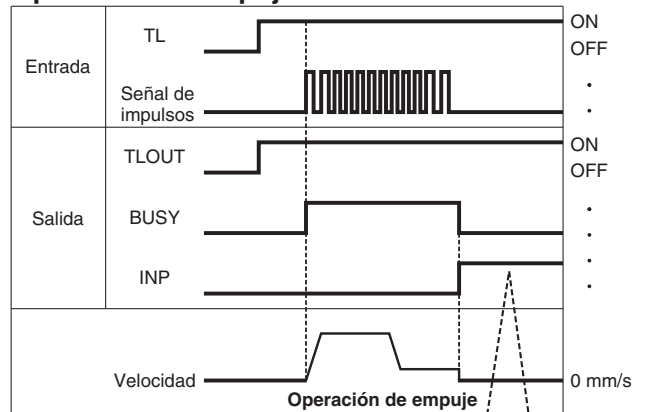 Entrada
TL
ON
OFF
Señal de
impulsos
Salida
TLOUT
ON
OFF
BUSY
INP
Velocidad
0 mm/s
Operación de empuje